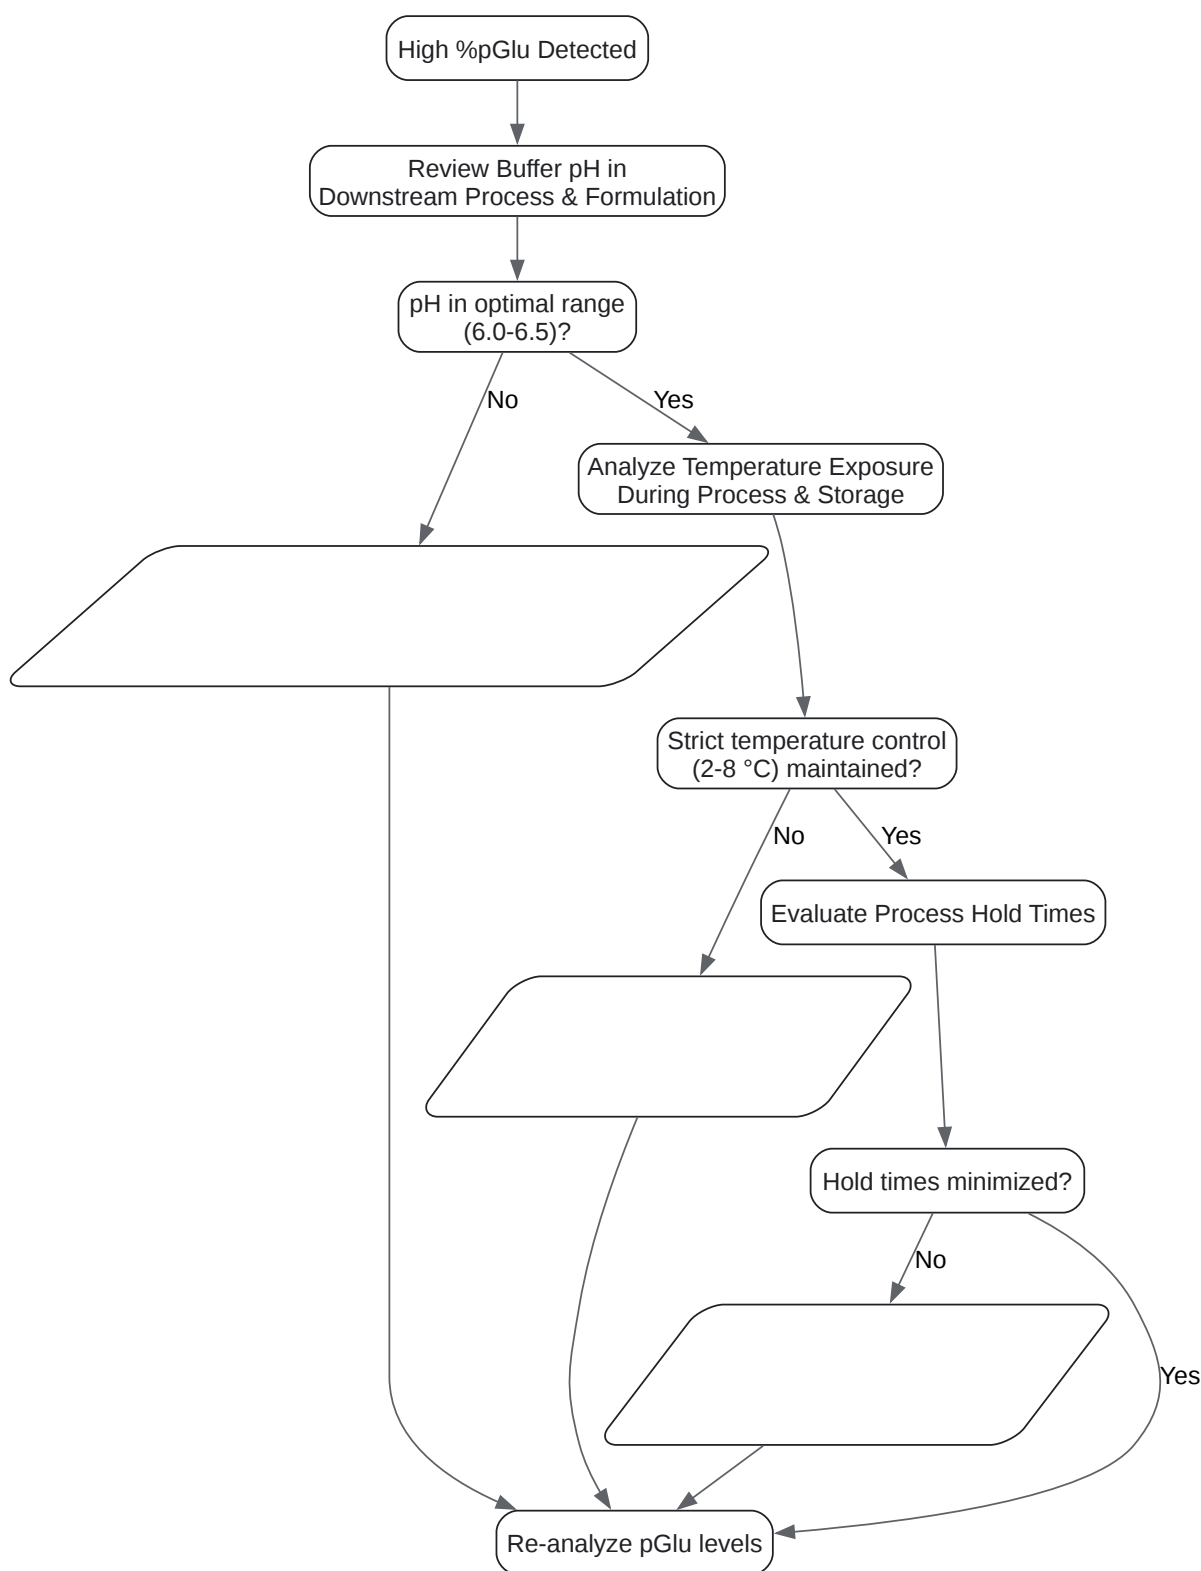 High %pGlu Detected
Review Buffer pH in
Downstream Process & Formulation
pH in optimal range
(6.0-6.5)?
No
Yes
Analyze Temperature Exposure
During Process & Storage
Strict temperature control
(2-8 °C) maintained?
No
Yes
Evaluate Process Hold Times
Hold times minimized?
No
Yes
Re-analyze pGlu levels